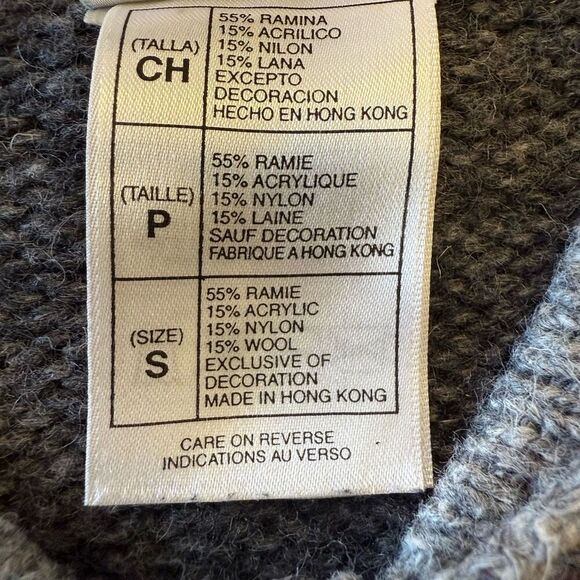 (TALLA)
CH
55% RAMINA
15% ACRILICO
15% NILON
15% LANA
EXCEPTO
DECORACION
HECHO EN HONG KONG
(TAILLE)
P
55% RAMIE
15% ACRYLIQUE
15% NYLON
15% LAINE
SAUF DECORATION
FABRIQUE A HONG KONG
(SIZE)
S
55% RAMIE
15% ACRYLIC
15% NYLON
15% WOOL
EXCLUSIVE OF
DECORATION
MADE IN HONG KONG
CARE ON REVERSE
INDICATIONS AU VERSO